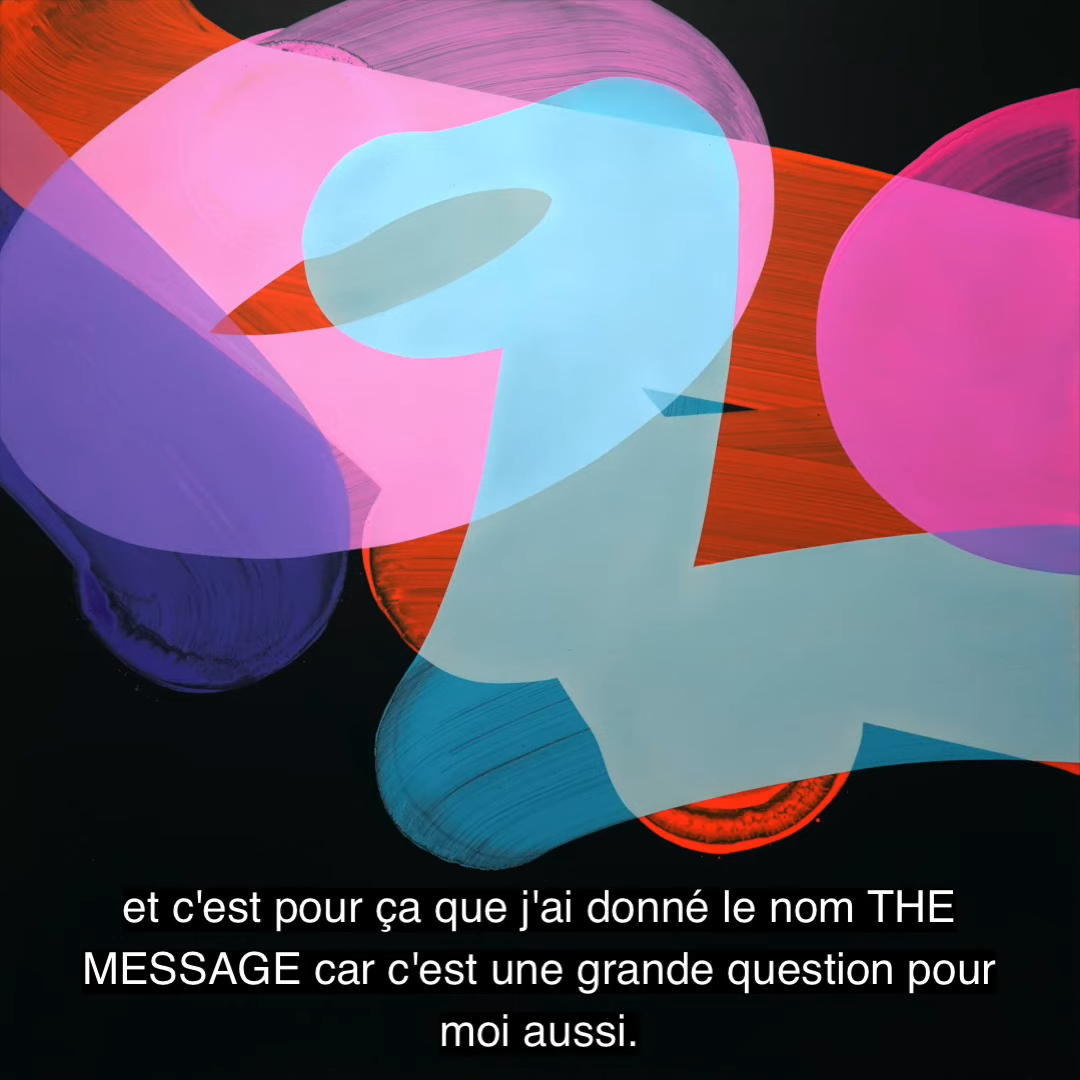 et c'est pour ça que j'ai donné le nom THE
MESSAGE car c'est une grande question pour
moi aussi.